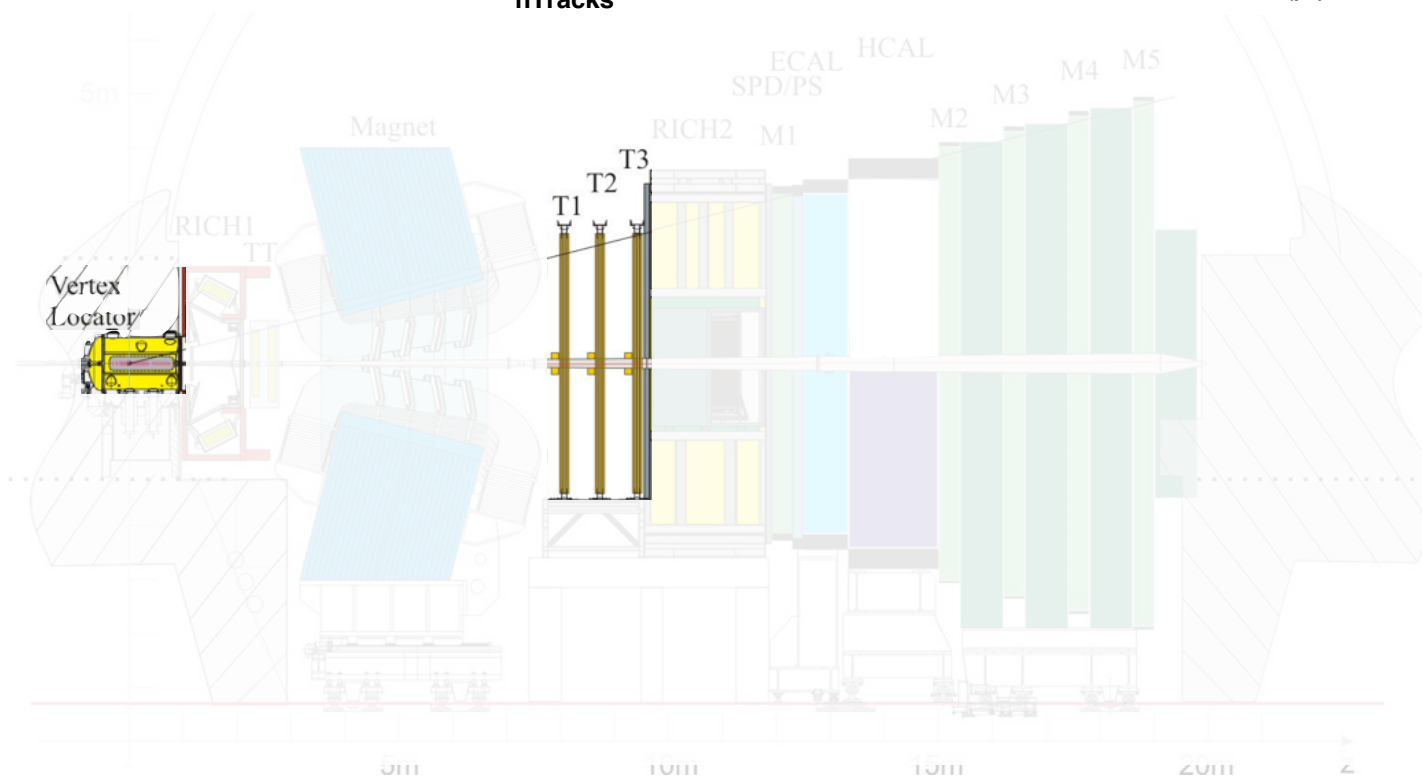 nTracks
HCAL
ECAL
M5
M4
SPD/PS
5m
M3
M2
Magnet
RICH2
M1
T3
T2
T1
RICH1
TT
Vertex
Locator
5m
10m
15m
20m